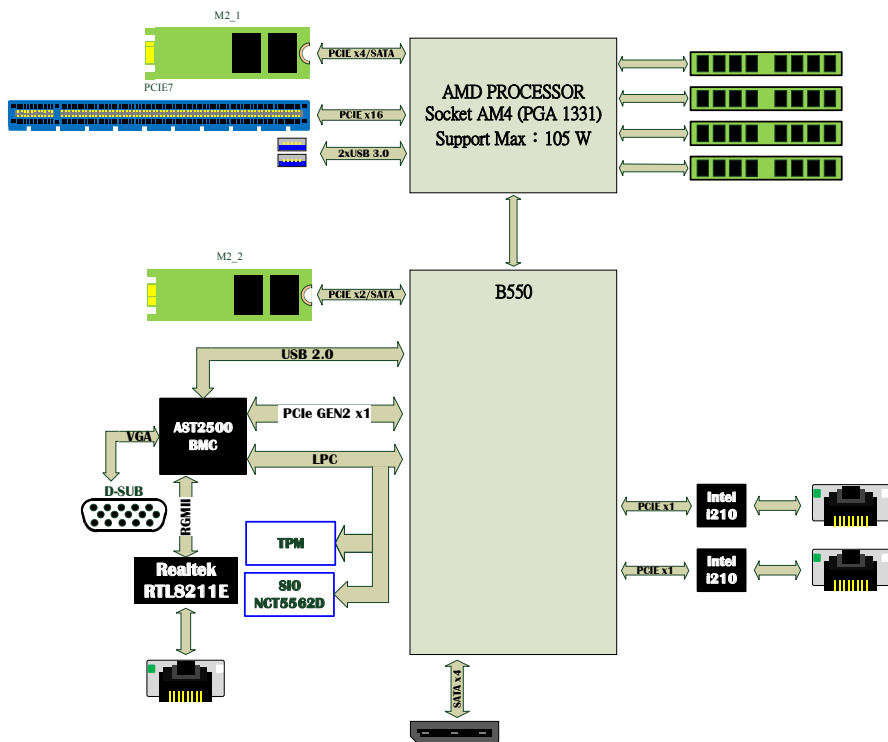 M2_1
PCIE x4/SATA
PCIE7
PCIE x16
2xUSB 3.0
AMD PROCESSOR
Socket AM4 (PGA 1331)
Support Max：105 W
M2_2
PCIE x2/SATA
B550
USB 2.0
PCIe GEN2 x1
AST2500
BMC
VGA
LPC
D-SUB
RGMII
TPM
Realtek
RTL8211E
SIO
NCT5562D
PCIE x1
Intel
i210
PCIE x1
Intel
i210
SATA x4